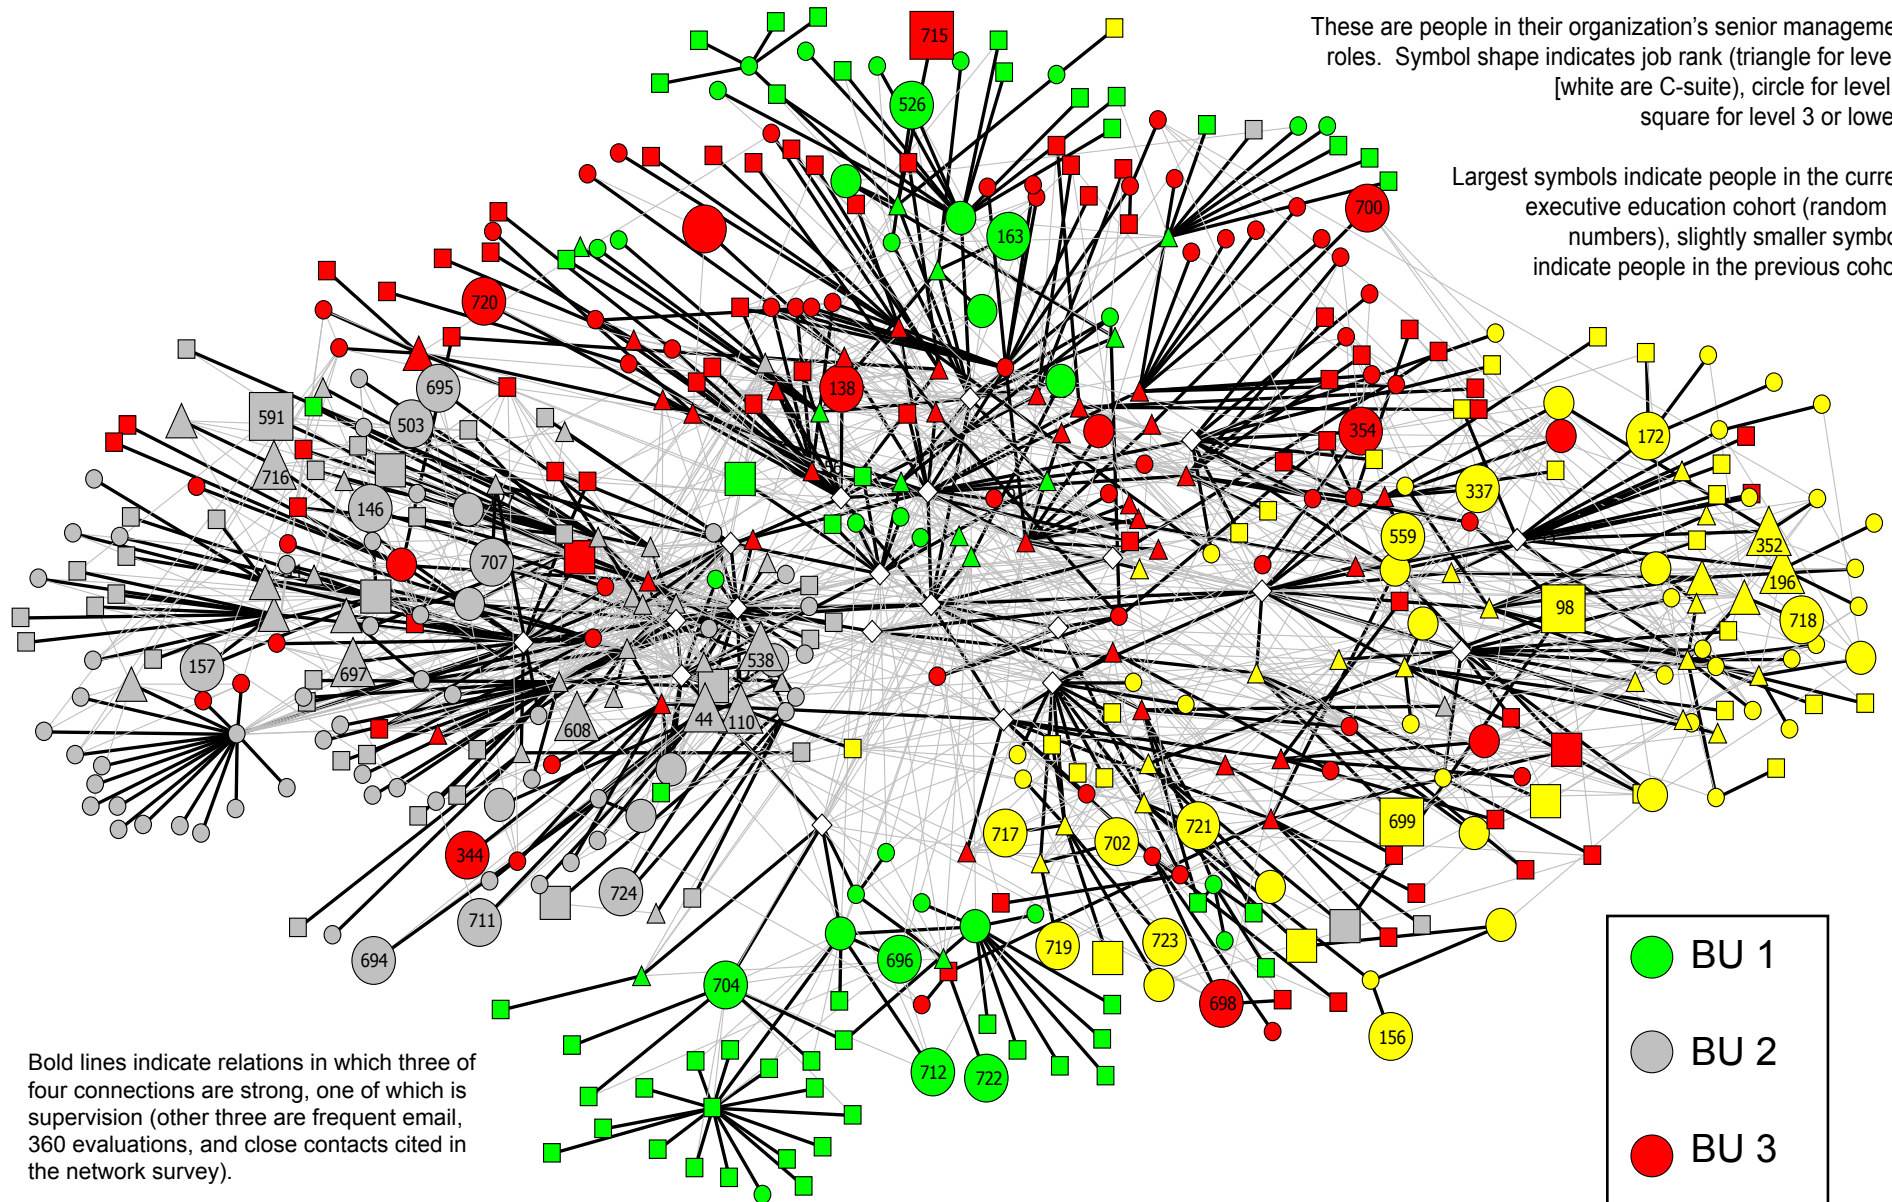 These are people in their organization’s senior manageme
roles. Symbol shape indicates job rank (triangle for leve
[white are C-suite), circle for level
square for level 3 or lowe
Largest symbols indicate people in the curre
executive education cohort (random
numbers), slightly smaller symbo
indicate people in the previous coho
715
526
163
700
720
138
695
591
503
354
172
716
337
146
559
352
707
196
98
718
157
697
538
44
110
608
699
717
702
721
344
724
711
719
723
694
696
704
698
156
712
722
Bold lines indicate relations in which three of
four connections are strong, one of which is
supervision (other three are frequent email,
360 evaluations, and close contacts cited in
the network survey).
BU 1
BU 2
BU 3